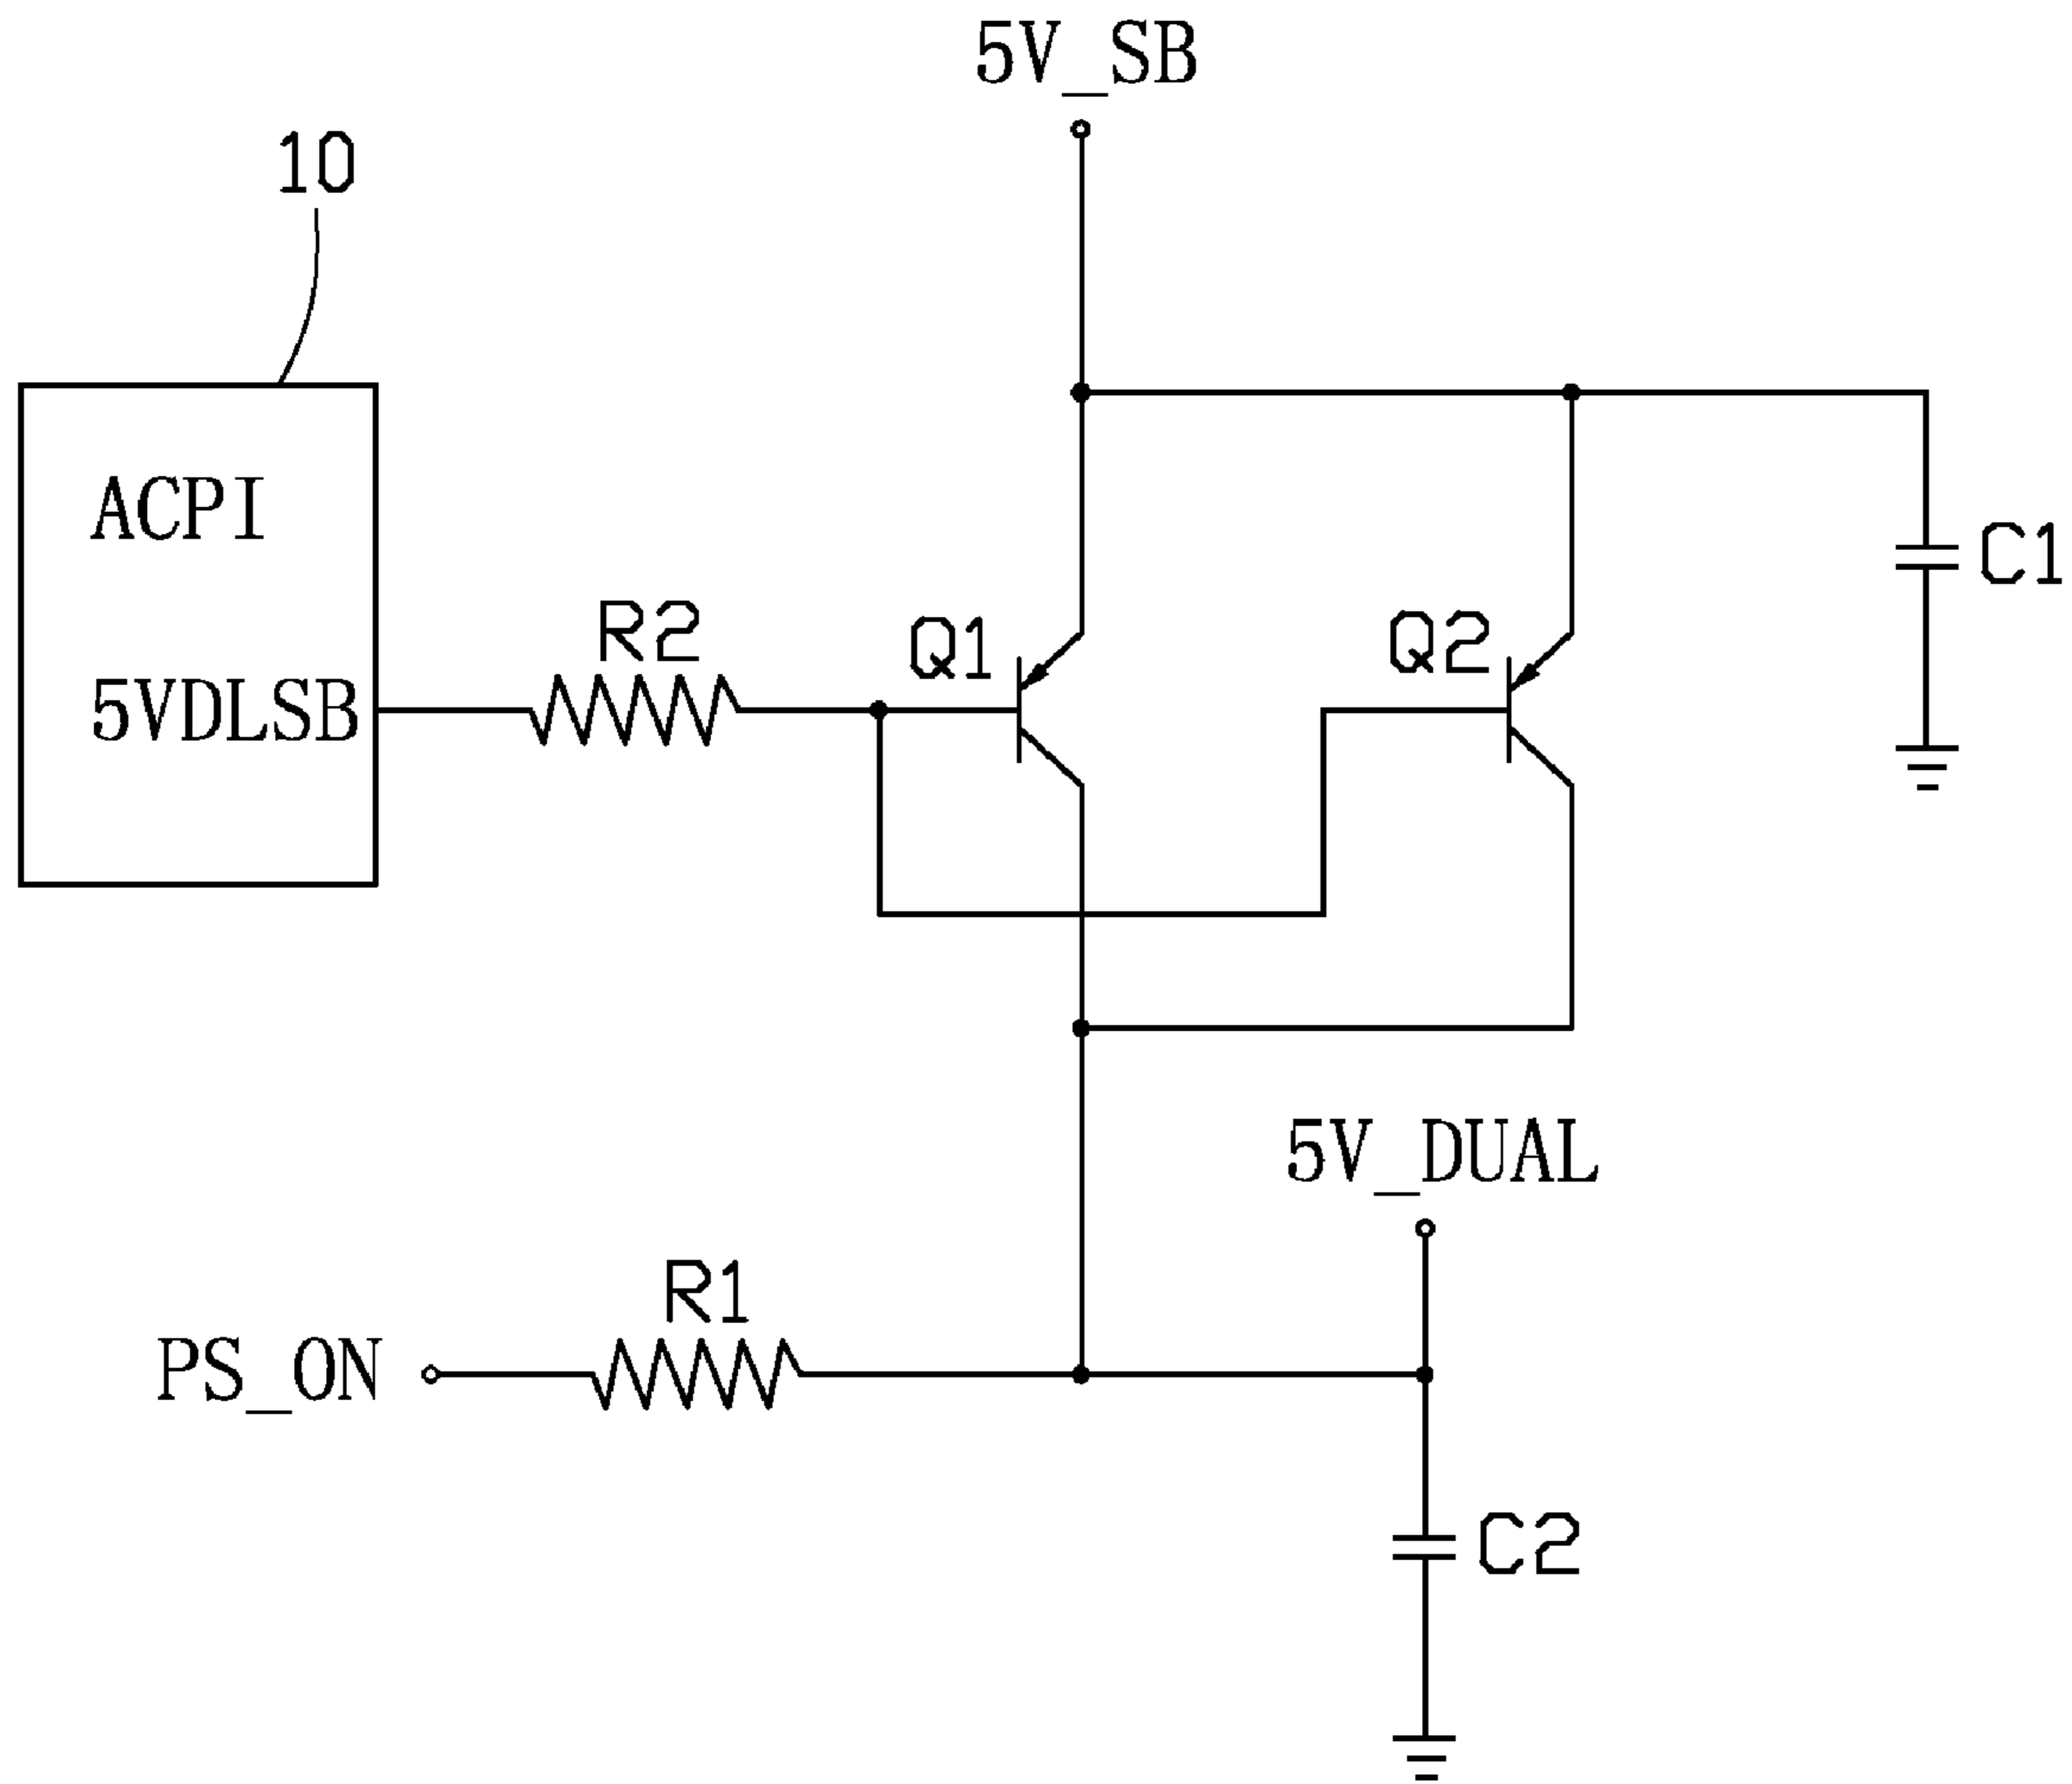 5V_SB
10
ACPI
C1
R2
Q1
Q2
5VDLSB
5V_DUAL
R1
PS_ON
C2